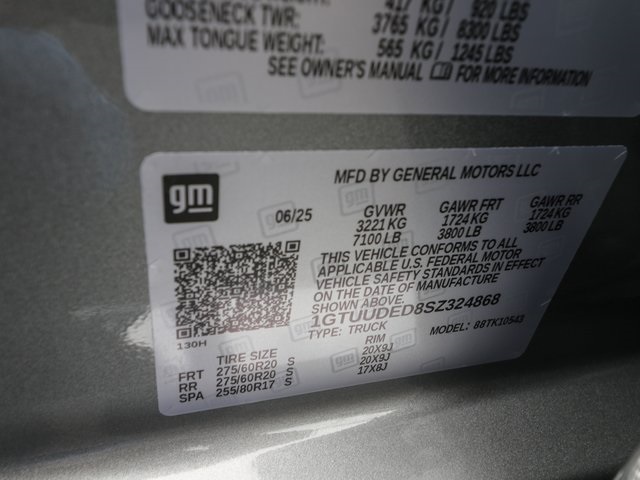 417 KG / 920 LBS
GOOSENECK TWR: 3765 KG / 8300 LBS
MAX TONGUE WEIGHT: 565 KG / 1245 LBS
SEE OWNER'S MANUAL FOR MORE INFORMATION
gm
MFD BY GENERAL MOTORS LLC
06/25
GVWR GAWR FRT GAWR RR
3221 KG 1724 KG 1724 KG
7100 LB 3800 LB 3800 LB
THIS VEHICLE CONFORMS TO ALL
APPLICABLE U.S. FEDERAL MOTOR
VEHICLE SAFETY STANDARDS IN EFFECT
ON THE DATE OF MANUFACTURE
SHOWN ABOVE.
1GTUUDED8SZ324868
TYPE: TRUCK MODEL: 88TK10543
130H
TIRE SIZE RIM
FRT 275/60R20 S 20X9J
RR 275/60R20 S 20X9J
SPA 255/80R17 S 17X8J